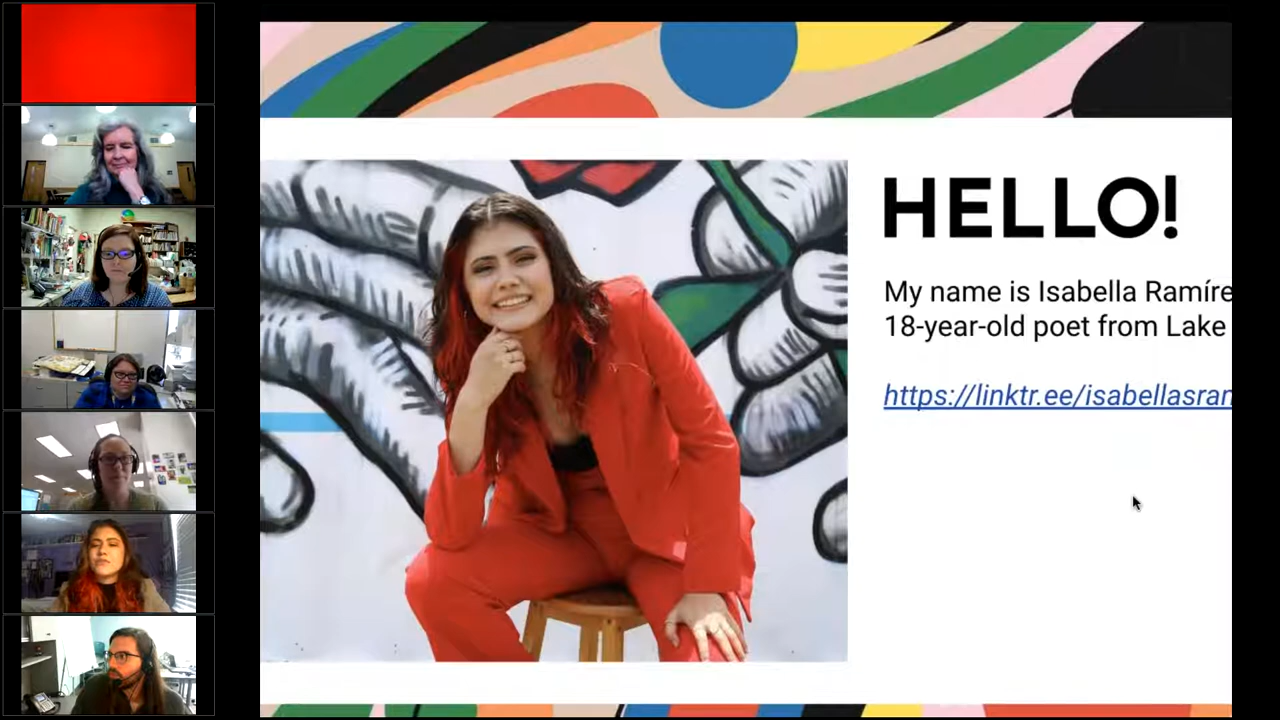 HELLO!
My name is Isabella Ramíre
18-year-old poet from Lake
https://linktr.ee/isabellasran